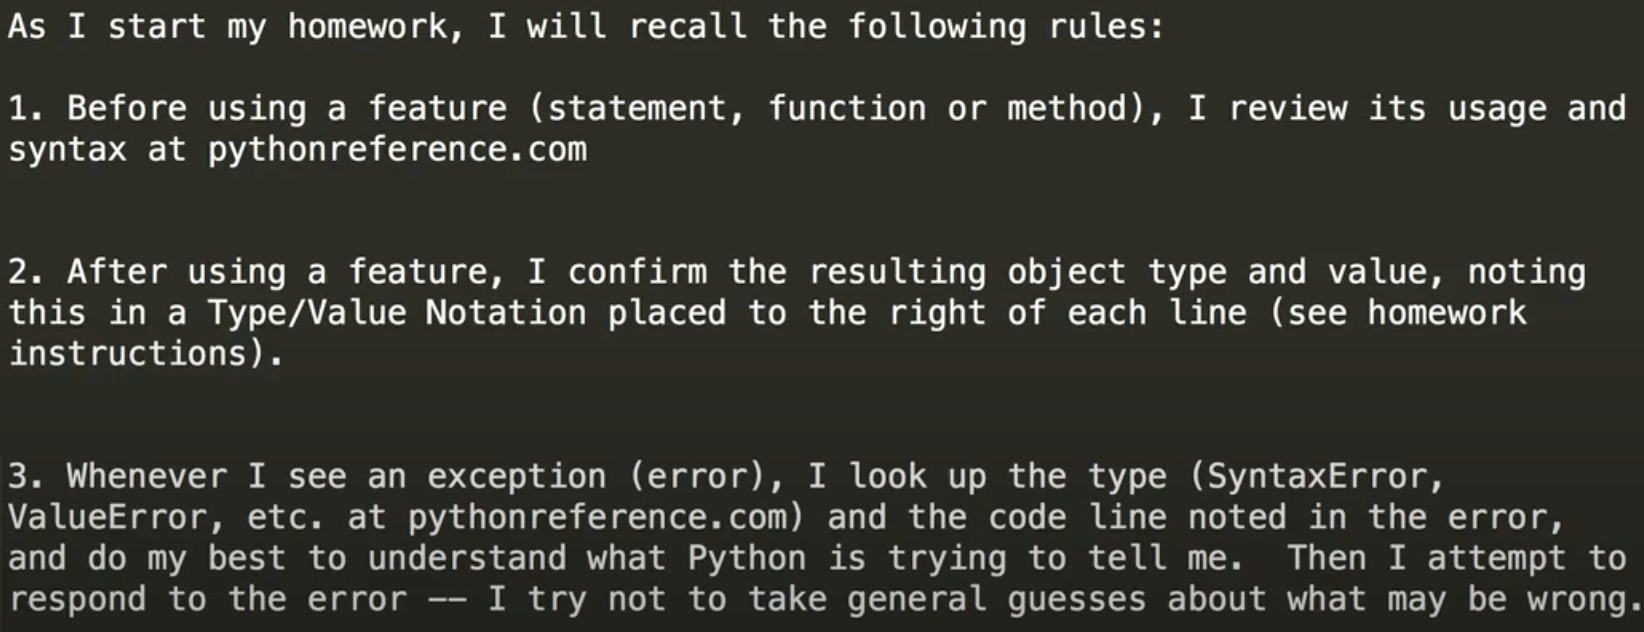 As I start my homework, I will recall the following rules:
1. Before using a feature (statement, function or method), I review its usage and
syntax at pythonreference.com
2. After using a feature, I confirm the resulting object type and value, noting
this in a Type/Value Notation placed to the right of each line (see homework
instructions).
3. Whenever I see an exception (error), I look up the type (SyntaxError,
ValueError, etc. at pythonreference.com) and the code line noted in the error,
and do my best to understand what Python is trying to tell me.  Then I attempt to
respond to the error -- I try not to take general guesses about what may be wrong.